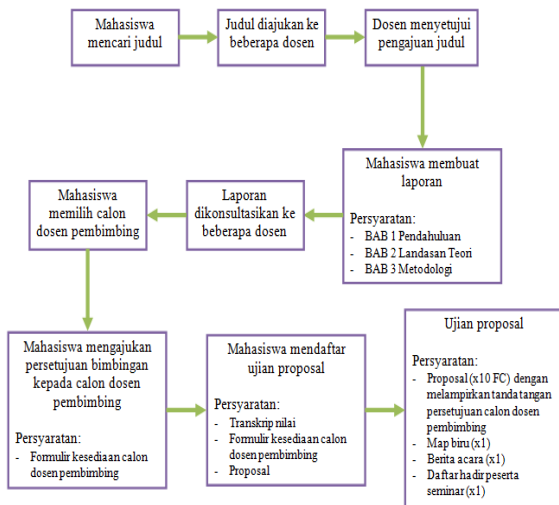 Mahasiswa
mencari judul
Judul diajukan ke
beberapa dosen
Dosen menyetujui
pengajuan judul
Mahasiswa membuat
laporan
Persyaratan:
- BAB 1 Pendahuluan
- BAB 2 Landasan Teori
- BAB 3 Metodologi
Laporan
dikonsultasikan ke
beberapa dosen
Mahasiswa
memilih calon
dosen pembimbing
Mahasiswa mengajukan
persetujuan bimbingan
kepada calon dosen
pembimbing
Persyaratan:
- Formulir kesediaan calon
dosen pembimbing
Mahasiswa mendaftar
ujian proposal
Persyaratan:
- Transkrip nilai
- Formulir kesediaan calon
dosen pembimbing
- Proposal
Ujian proposal
Persyaratan:
- Proposal (x10 FC) dengan
melampirkan tanda tangan
persetujuan calon dosen
pembimbing
- Map biru (x1)
- Berita acara (x1)
- Daftar hadir peserta
seminar (x1)